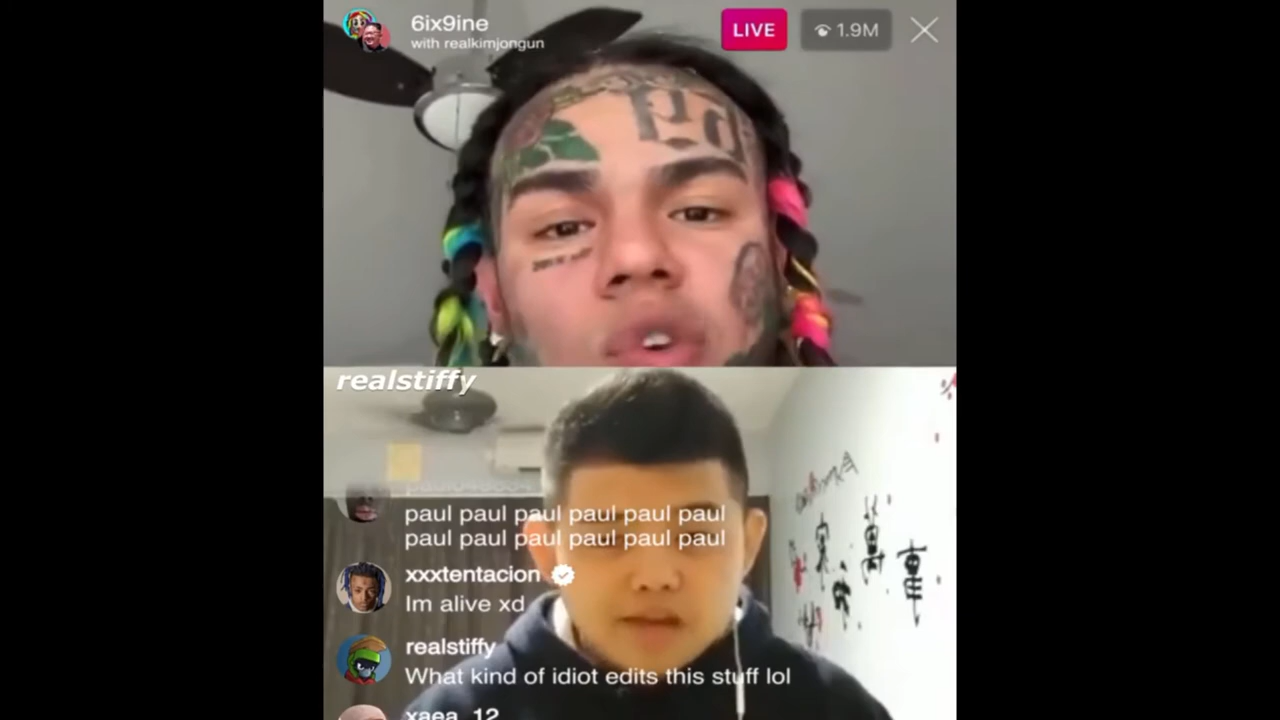 6ix9ine
with realkimjongun
LIVE
1.9M
realstiffy
paul paul paul paul paul paul
paul paul paul paul paul paul
xxxtentacion
Im alive xd
realstiffy
What kind of idiot edits this stuff lol
xaea_12